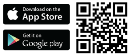 Download on the
App Store
Get it on
Google play